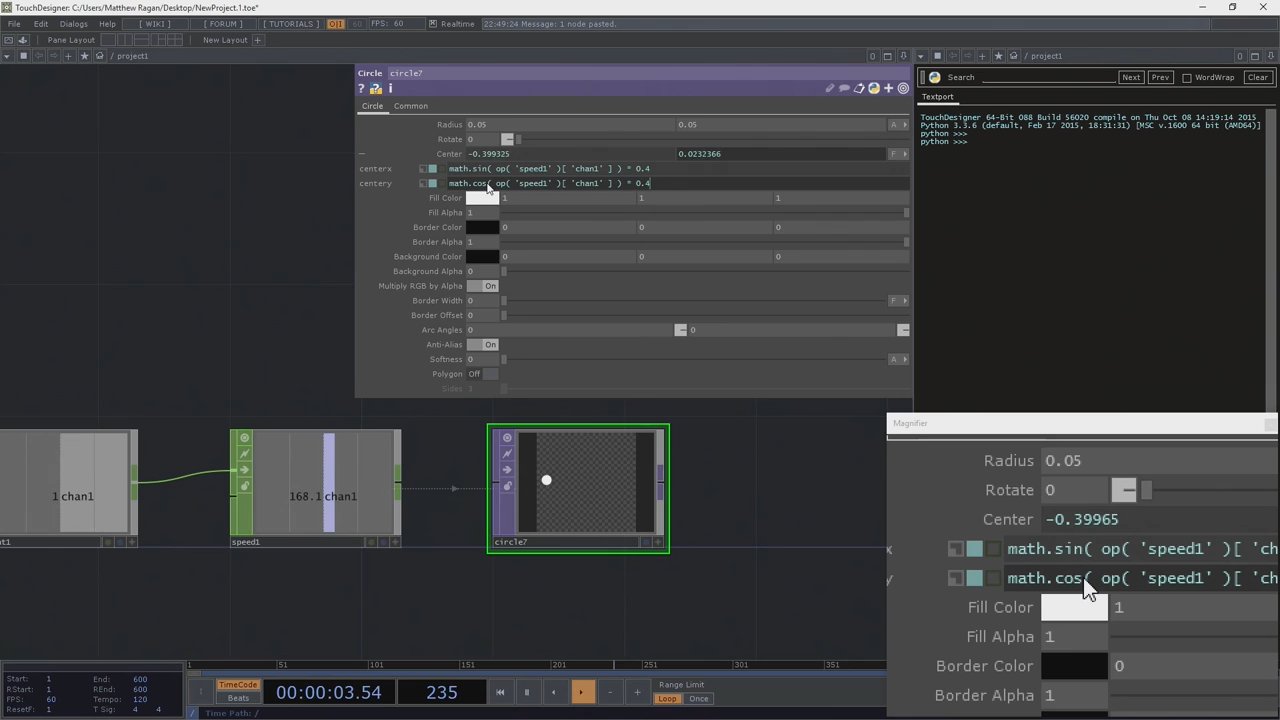 TouchDesigner: C:/Users/Matthew Ragan/Desktop/NewProject.1.toe*
File Edit Dialogs Help [ WIKI ] [ FORUM ] [ TUTORIALS ] O|I 60 FPS: 60 Realtime 22:49:24 Message: 1 node pasted.
Pane Layout New Layout +
/ project1
/ project1
Circle circle7
? i
Search Next Prev WordWrap Clear
Circle Common
Textport
Radius 0.05 0.05 A
Rotate 0
Center -0.399325 0.0232366 F
centerx math.sin( op( 'speed1' )[ 'chan1' ] ) * 0.4
centery math.cos( op( 'speed1' )[ 'chan1' ] ) * 0.4
Fill Color 1 1 1
Fill Alpha 1
Border Color 0 0 0
Border Alpha 1
Background Color 0 0 0
Background Alpha 0
Multiply RGB by Alpha On
Border Width 0 F
Border Offset 0
Arc Angles 0 0
Anti-Alias On
Softness 0 A
Polygon Off
Sides 3
TouchDesigner 64-Bit 088 Build 56020 compile on Thu Oct 08 14:19:14 2015
Python 3.3.6 (default, Feb 17 2015, 18:31:31) [MSC v.1600 64 bit (AMD64)]
python >>>
python >>>
1 chan1
168.1 chan1
nt1
speed1
circle7
Magnifier
Radius 0.05
Rotate 0
Center -0.39965
x math.sin( op( 'speed1' )[ 'ch
y math.cos( op( 'speed1' )[ 'ch
Fill Color 1
Fill Alpha 1
Border Color 0
Border Alpha 1
1 51 101 151 201 251 301 351
Start: 1 End: 600
RStart: 1 REnd: 600
FPS: 60 Tempo: 120
ResetF: 1 T Sig: 4 4
TimeCode
Beats
00:00:03.54
235
Range Limit
Loop Once
/ Time Path: /